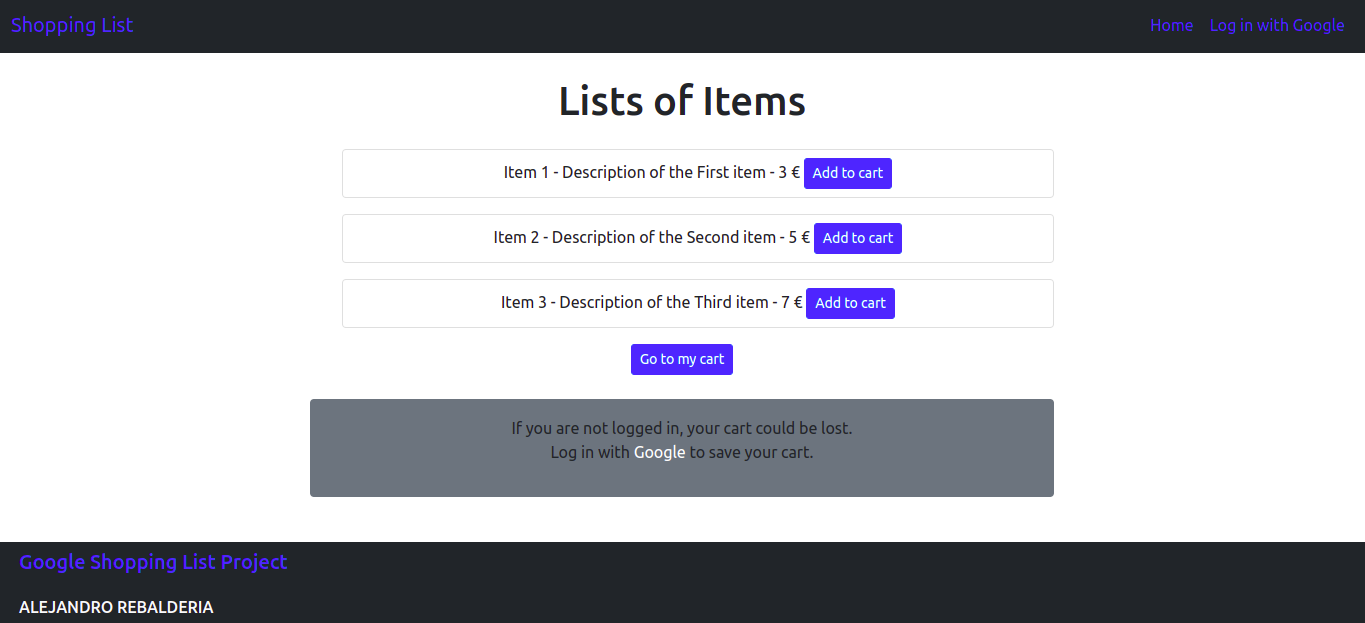 Shopping List
Home
Log in with Google
Lists of Items
Item 1 - Description of the First item - 3 € Add to cart
Item 2 - Description of the Second item - 5 € Add to cart
Item 3 - Description of the Third item - 7 € Add to cart
Go to my cart
If you are not logged in, your cart could be lost.
Log in with Google to save your cart.
Google Shopping List Project
ALEJANDRO REBALDERIA